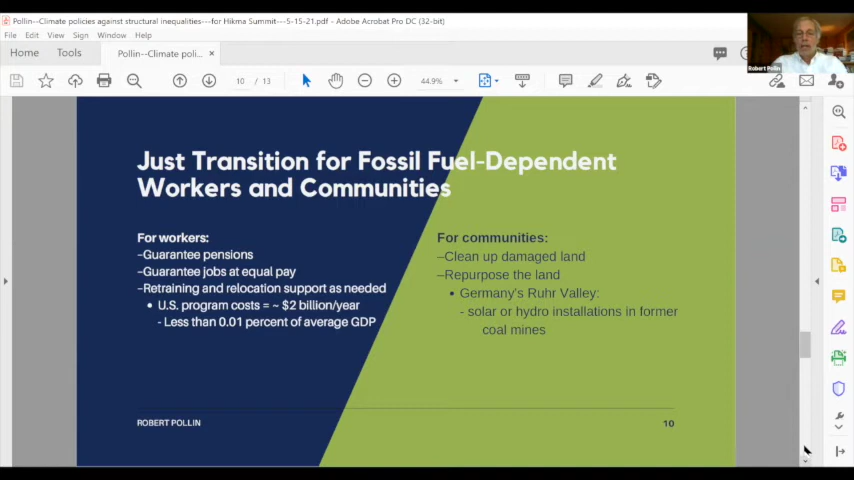 Pollin--Climate policies against structural inequalities---for Hikma Summit---5-15-21.pdf - Adobe Acrobat Pro DC (32-bit)
File Edit View Sign Window Help
Home Tools Pollin--Climate poli... ×
10 / 13 44.9%
Robert Pollin
Just Transition for Fossil Fuel-Dependent
Workers and Communities
For workers:
–Guarantee pensions
–Guarantee jobs at equal pay
–Retraining and relocation support as needed
• U.S. program costs = ~ $2 billion/year
- Less than 0.01 percent of average GDP
For communities:
–Clean up damaged land
–Repurpose the land
• Germany's Ruhr Valley:
- solar or hydro installations in former
coal mines
ROBERT POLLIN
10